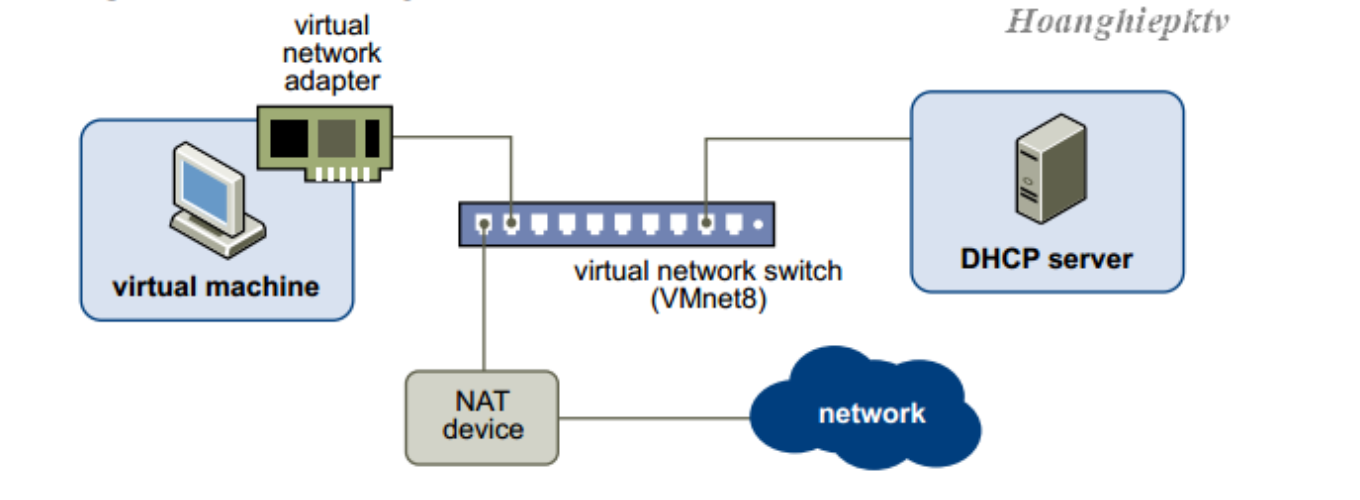 Hoanghiepktv
virtual
network
adapter
virtual machine
virtual network switch
(VMnet8)
DHCP server
NAT
device
network